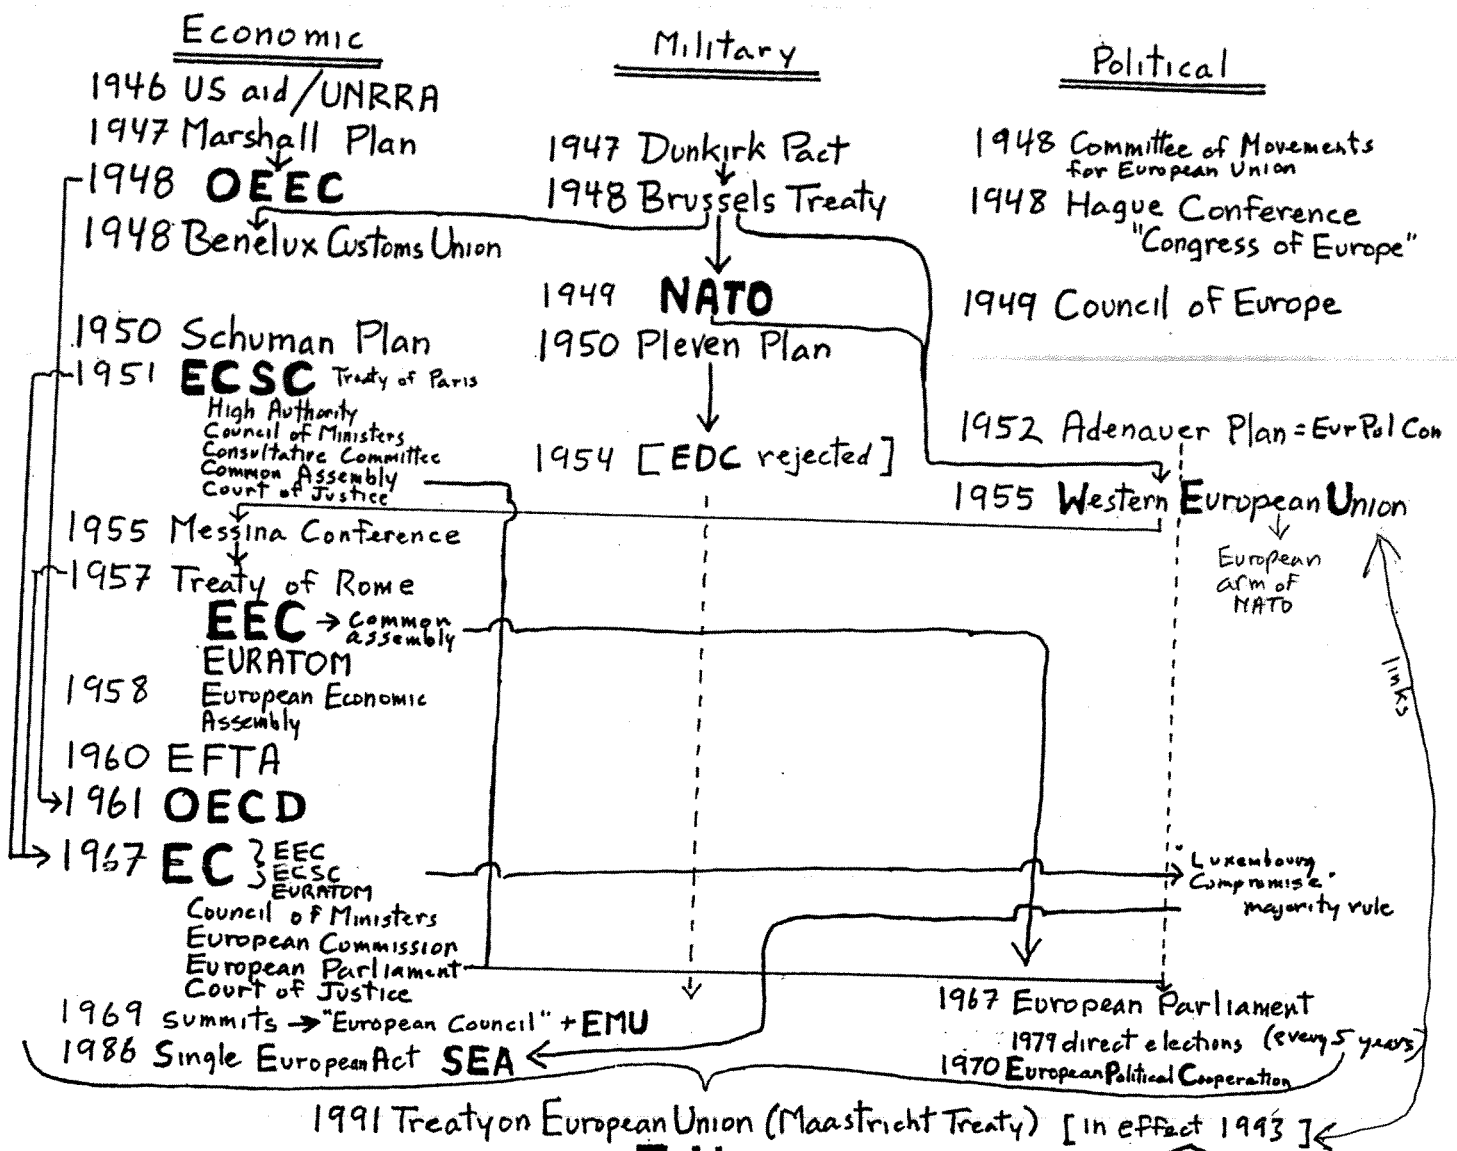 Economic
1946 US aid/UNRRA
1947 Marshall Plan
1948 OEEC
1948 Benelux Customs Union
1950 Schuman Plan
1951 ECSC Treaty of Paris
High Authority
Council of Ministers
Consultative Committee
Common Assembly
Court of Justice
1955 Messina Conference
1957 Treaty of Rome
EEC → Common
assembly
EURATOM
1958 European Economic
Assembly
1960 EFTA
1961 OECD
1967 EC } EEC
ECSC
EURATOM
Council of Ministers
European Commission
European Parliament
Court of Justice
1969 summits → "European Council" + EMU
1986 Single European Act SEA
Military
1947 Dunkirk Pact
1948 Brussels Treaty
1949 NATO
1950 Pleven Plan
1954 [EDC rejected]
Political
1948 Committee of Movements
for European Union
1948 Hague Conference
"Congress of Europe"
1949 Council of Europe
1952 Adenauer Plan = Eur Pol Con
1955 Western European Union
European
arm of
NATO
links
"Luxembourg
Compromise"
majority rule
1967 European Parliament
1979 direct elections (every 5 years)
1970 European Political Cooperation
1991 Treaty on European Union (Maastricht Treaty) [in effect 1993]